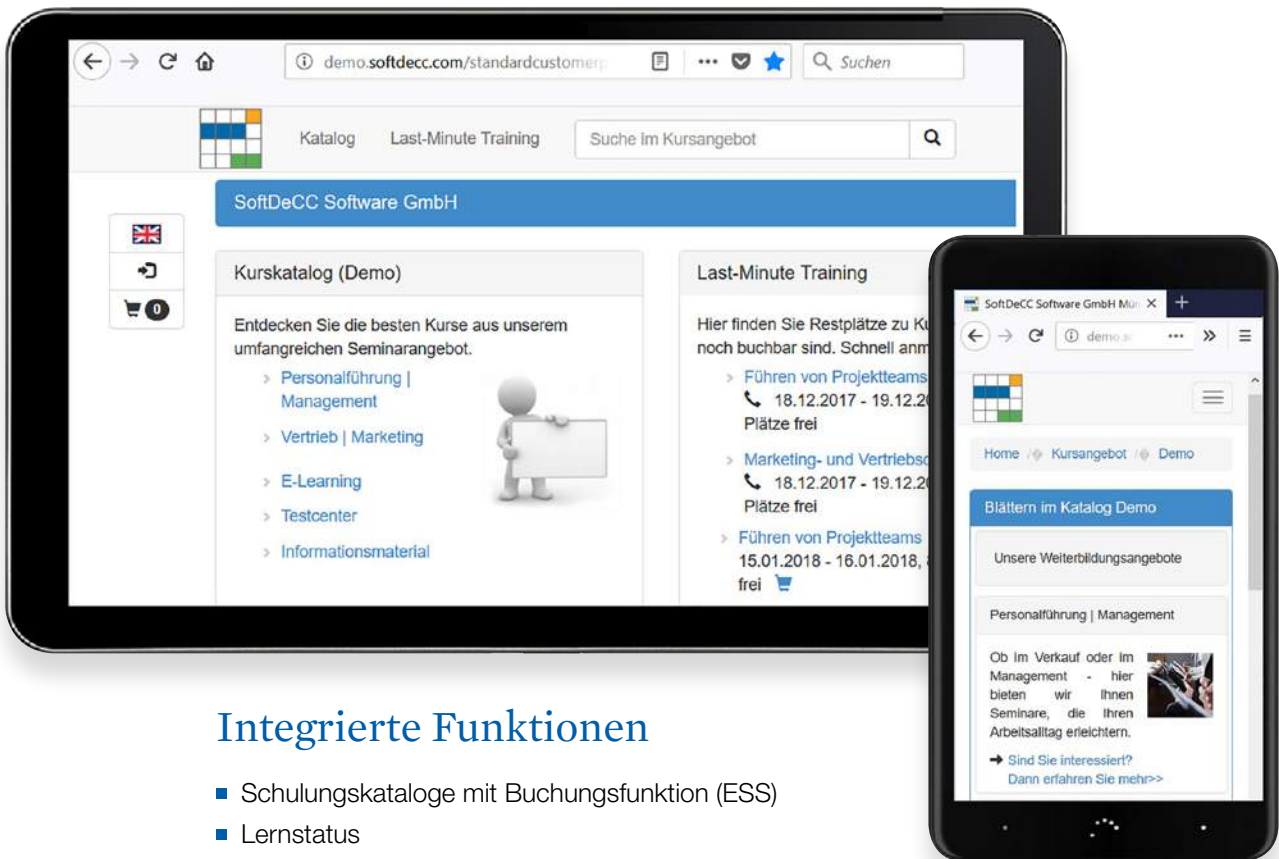 demo.softdecc.com/standardcustomer
Suchen
Katalog
Last-Minute Training
Suche im Kursangebot
SoftDeCC Software GmbH
0
Kurskatalog (Demo)
Entdecken Sie die besten Kurse aus unserem
umfangreichen Seminarangebot.
Personalführung |
Management
Vertrieb | Marketing
E-Learning
Testcenter
Informationsmaterial
Last-Minute Training
Hier finden Sie Restplätze zu
noch buchbar sind. Schnell
Führen von Projektteams
18.12.2017 - 19.12.20
Plätze frei
Marketing- und
18.12.2017 - 19.12.20
Plätze frei
Führen von Projektteams
15.01.2018 - 16.01.2018,
frei
SoftDeCC Software GmbH
demo.s
Home / Kursangebot / Demo
Blättern im Katalog Demo
Unsere Weiterbildungsangebote
Personalführung | Management
Ob im Verkauf oder im
Management - hier
bieten wir Ihnen
Seminare, die Ihren
Arbeitsalltag erleichtern.
Sind Sie interessiert?
Dann erfahren Sie mehr>>
Integrierte Funktionen
Schulungskataloge mit Buchungsfunktion (ESS)
Lernstatus